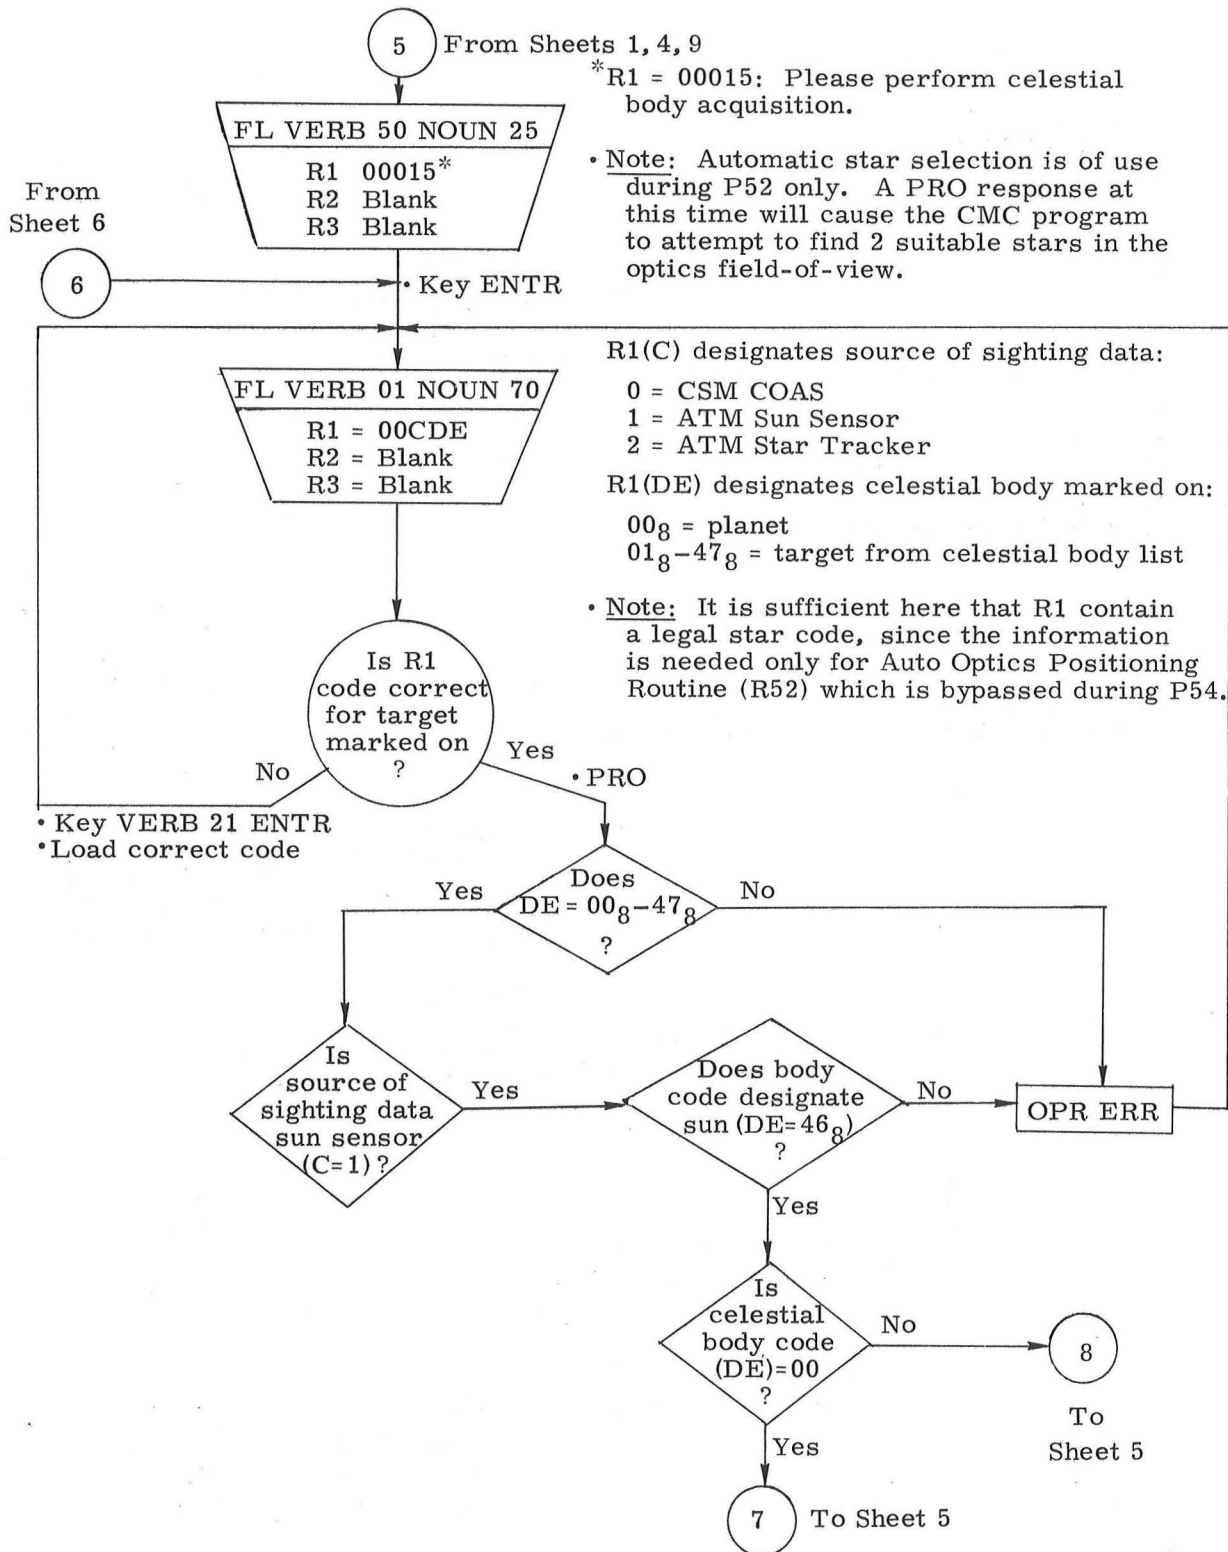 5 From Sheets 1, 4, 9
*R1 = 00015: Please perform celestial
body acquisition.
FL VERB 50 NOUN 25
R1 00015*
R2 Blank
R3 Blank
• Note: Automatic star selection is of use
during P52 only. A PRO response at
this time will cause the CMC program
to attempt to find 2 suitable stars in the
optics field-of-view.
From
Sheet 6
6
• Key ENTR
FL VERB 01 NOUN 70
R1 = 00CDE
R2 = Blank
R3 = Blank
R1(C) designates source of sighting data:
0 = CSM COAS
1 = ATM Sun Sensor
2 = ATM Star Tracker
R1(DE) designates celestial body marked on:
00₈ = planet
01₈-47₈ = target from celestial body list
• Note: It is sufficient here that R1 contain
a legal star code, since the information
is needed only for Auto Optics Positioning
Routine (R52) which is bypassed during P54.
Is R1
code correct
for target
marked on
?
No
Yes
• PRO
• Key VERB 21 ENTR
• Load correct code
Does
DE = 00₈-47₈
?
Yes
No
Is
source of
sighting data
sun sensor
(C=1) ?
Yes
Does body
code designate
sun (DE=46₈)
?
No
OPR ERR
Yes
Is
celestial
body code
(DE)=00
?
No
8
To
Sheet 5
Yes
7 To Sheet 5